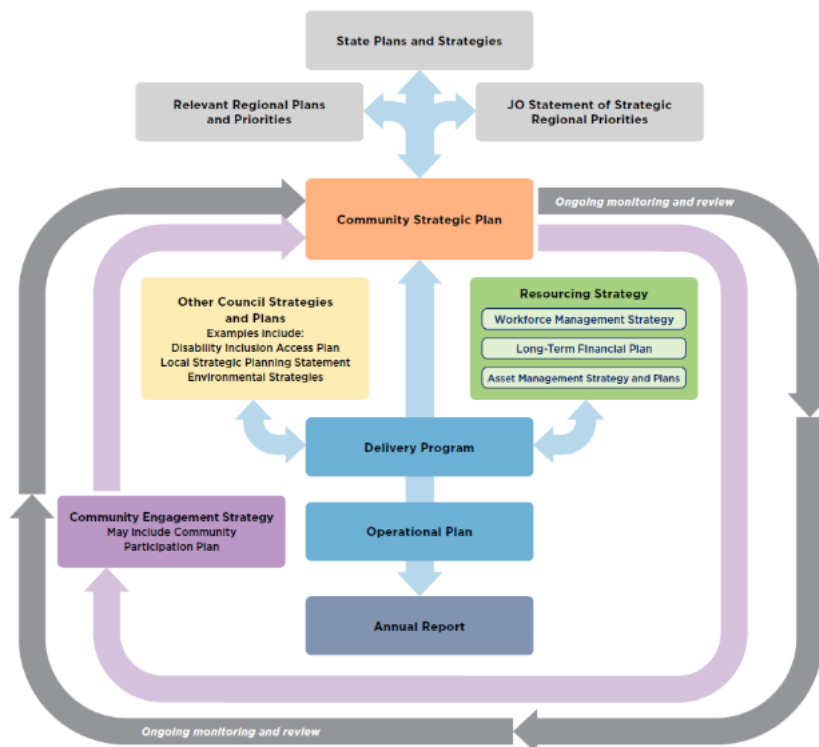 State Plans and Strategies
Relevant Regional Plans
and Priorities
JO Statement of Strategic
Regional Priorities
Community Strategic Plan
Ongoing monitoring and review
Other Council Strategies
and Plans
Examples include:
Disability Inclusion Access Plan
Local Strategic Planning Statement
Environmental Strategies
Resourcing Strategy
Workforce Management Strategy
Long-Term Financial Plan
Asset Management Strategy and Plans
Delivery Program
Community Engagement Strategy
May include Community
Participation Plan
Operational Plan
Annual Report
Ongoing monitoring and review